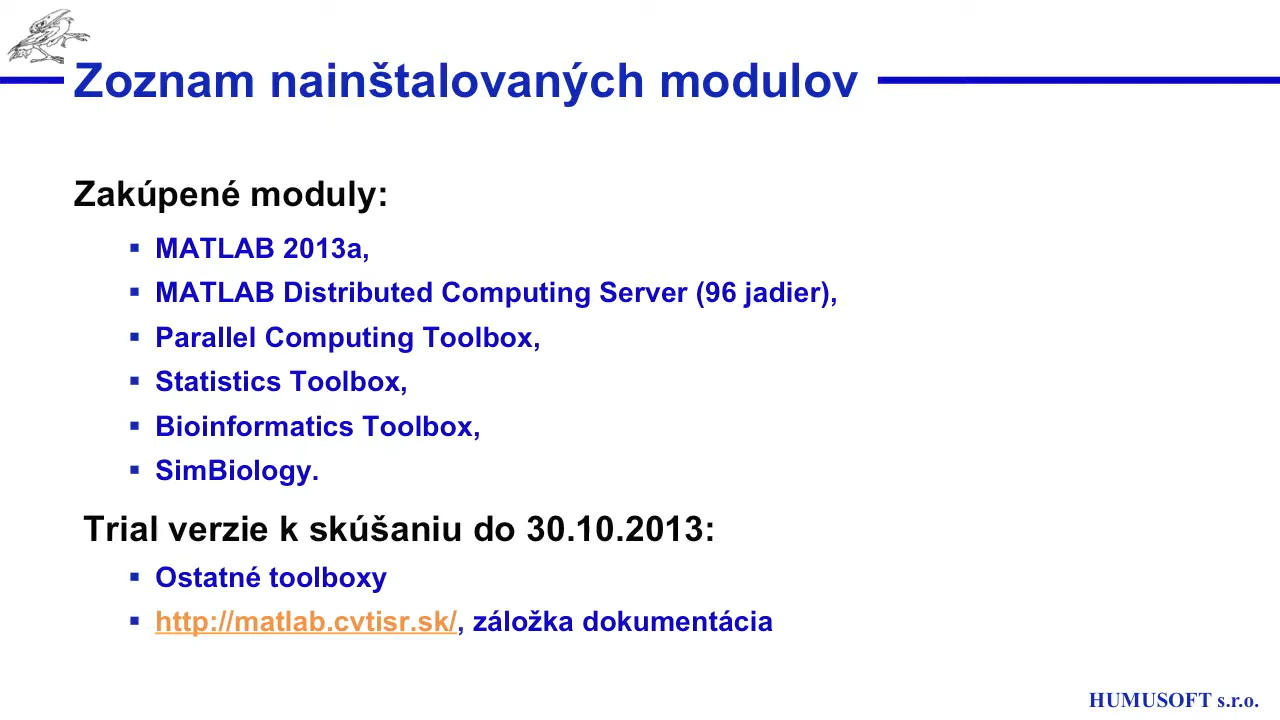 Zoznam nainštalovaných modulov
Zakúpené moduly:
MATLAB 2013a,
MATLAB Distributed Computing Server (96 jadier),
Parallel Computing Toolbox,
Statistics Toolbox,
Bioinformatics Toolbox,
SimBiology.
Trial verzie k skúšaniu do 30.10.2013:
Ostatné toolboxy
http://matlab.cvtisr.sk/, záložka dokumentácia
HUMUSOFT s.r.o.